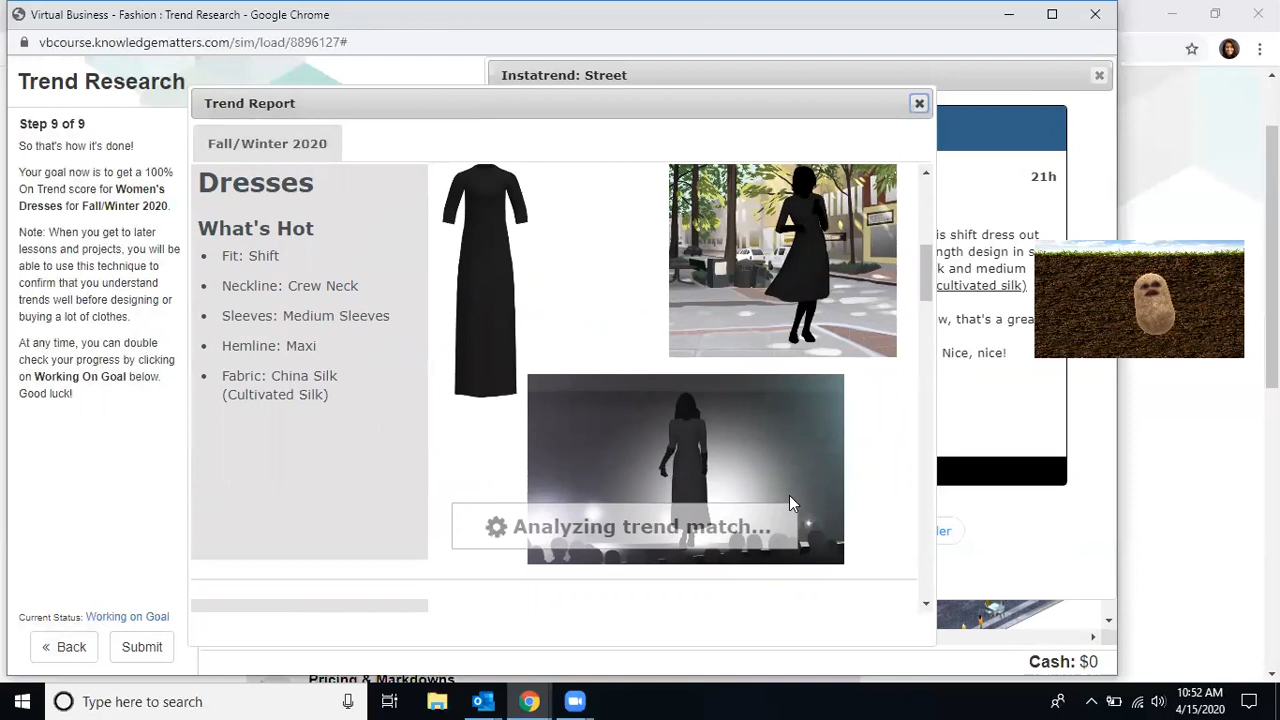 Virtual Business - Fashion : Trend Research - Google Chrome
vbcourse.knowledgematters.com/sim/load/8896127#
Trend Research
Step 9 of 9
So that's how it's done!
Your goal now is to get a 100%
On Trend score for Women's
Dresses for Fall/Winter 2020.
Note: When you get to later
lessons and projects, you will be
able to use this technique to
confirm that you understand
trends well before designing or
buying a lot of clothes.
At any time, you can double
check your progress by clicking
on Working On Goal below.
Good luck!
Current Status: Working on Goal
« Back
Submit
Instatrend: Street
Trend Report
Fall/Winter 2020
Dresses
What's Hot
Fit: Shift
Neckline: Crew Neck
Sleeves: Medium Sleeves
Hemline: Maxi
Fabric: China Silk
(Cultivated Silk)
Analyzing trend match...
21h
is shift dress out
ngth design in s
k and medium
cultivated silk)
w, that's a grea
Nice, nice!
der
Cash: $0
Pricing & Markdowns
Type here to search
10:52 AM
4/15/2020